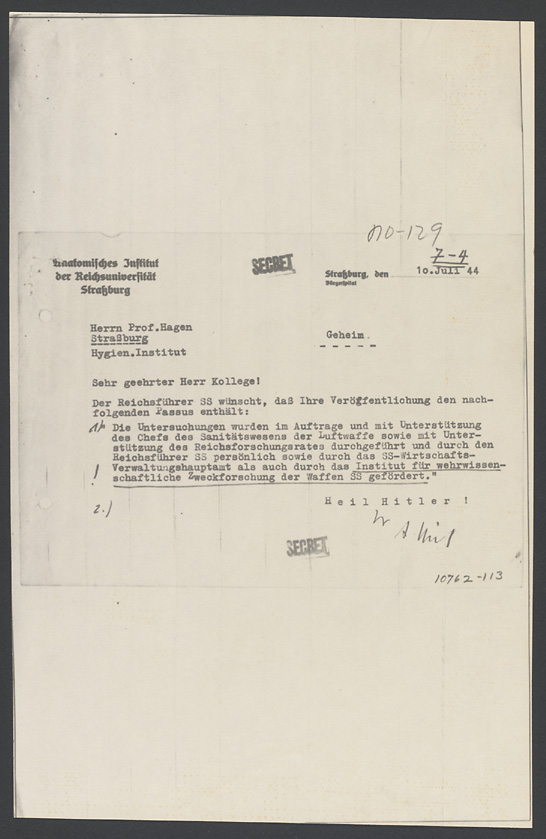 NO-129
7-4
Anatomisches Institut
der Reichsuniversität
Straßburg
SECRET
Straßburg, den 10.Juli 44
Bürgerspital
Herrn Prof.Hagen
Straßburg
Hygien.Institut
Geheim.
Sehr geehrter Herr Kollege!
Der Reichsführer SS wünscht, daß Ihre Veröffentlichung den nach-
folgenden Passus enthält:
1) Die Untersuchungen wurden im Auftrage und mit Unterstützung
des Chefs des Sanitätswesens der Luftwaffe sowie mit Unter-
stützung des Reichsforschungsrates durchgeführt und durch den
Reichsführer SS persönlich sowie durch das SS-Wirtschafts-
! Verwaltungshauptamt als auch durch das Institut für wehrwissen-
schaftliche Zweckforschung der Waffen SS gefördert."
2.)
Heil Hitler !
SECRET
10762-113